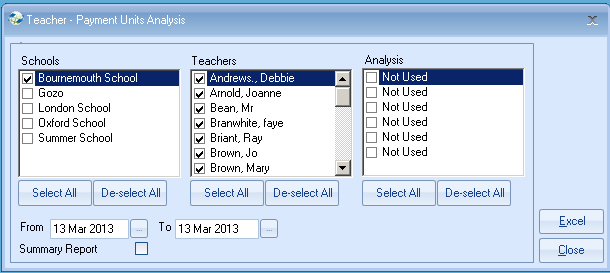 Teacher - Payment Units Analysis
Schools
Bournemouth School
Gozo
London School
Oxford School
Summer School
Select All De-select All
Teachers
Andrews., Debbie
Arnold, Joanne
Bean, Mr
Branwhite, faye
Briant, Ray
Brown, Jo
Brown, Mary
Select All De-select All
Analysis
Not Used
Not Used
Not Used
Not Used
Not Used
Not Used
Select All De-select All
From 13 Mar 2013 ... To 13 Mar 2013 ...
Summary Report
Excel
Close